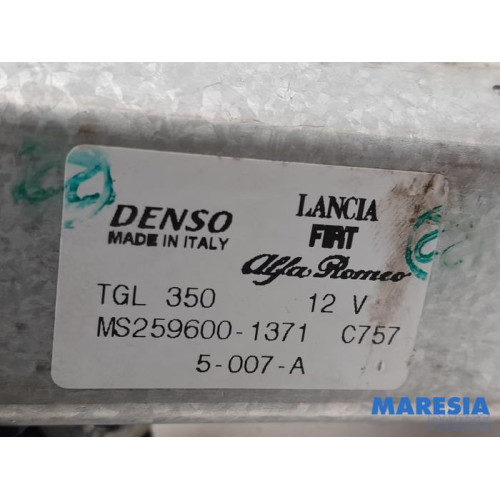 DENSO
MADE IN ITALY
LANCIA
FIAT
Alfa Romeo
TGL 350 12 V
MS259600-1371 C757
5-007-A
MARESIA